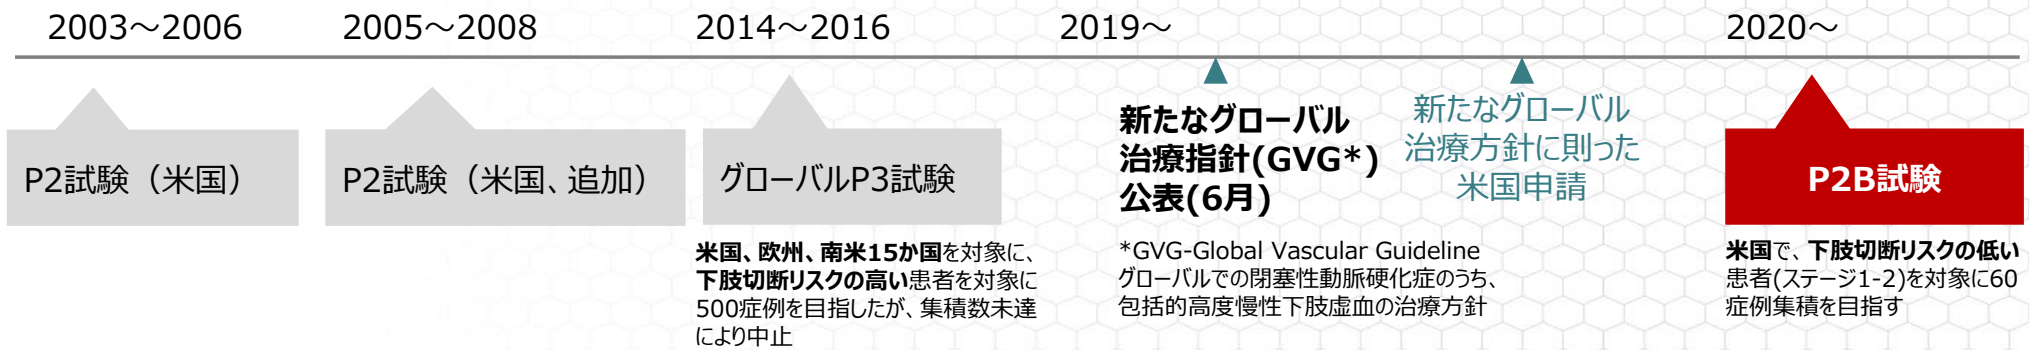 2003～2006
2005～2008
2014～2016
2019～
2020～
P2試験（米国）
P2試験（米国、追加）
グローバルP3試験
米国、欧州、南米15か国を対象に、
下肢切断リスクの高い患者を対象に
500症例を目指したが、集積数未達
により中止
新たなグローバル
治療指針(GVG*)
公表(6月)
*GVG-Global Vascular Guideline
グローバルでの閉塞性動脈硬化症のうち、
包括的高度慢性下肢虚血の治療方針
新たなグローバル
治療方針に則った
米国申請
P2B試験
米国で、下肢切断リスクの低い
患者(ステージ1-2)を対象に60
症例集積を目指す